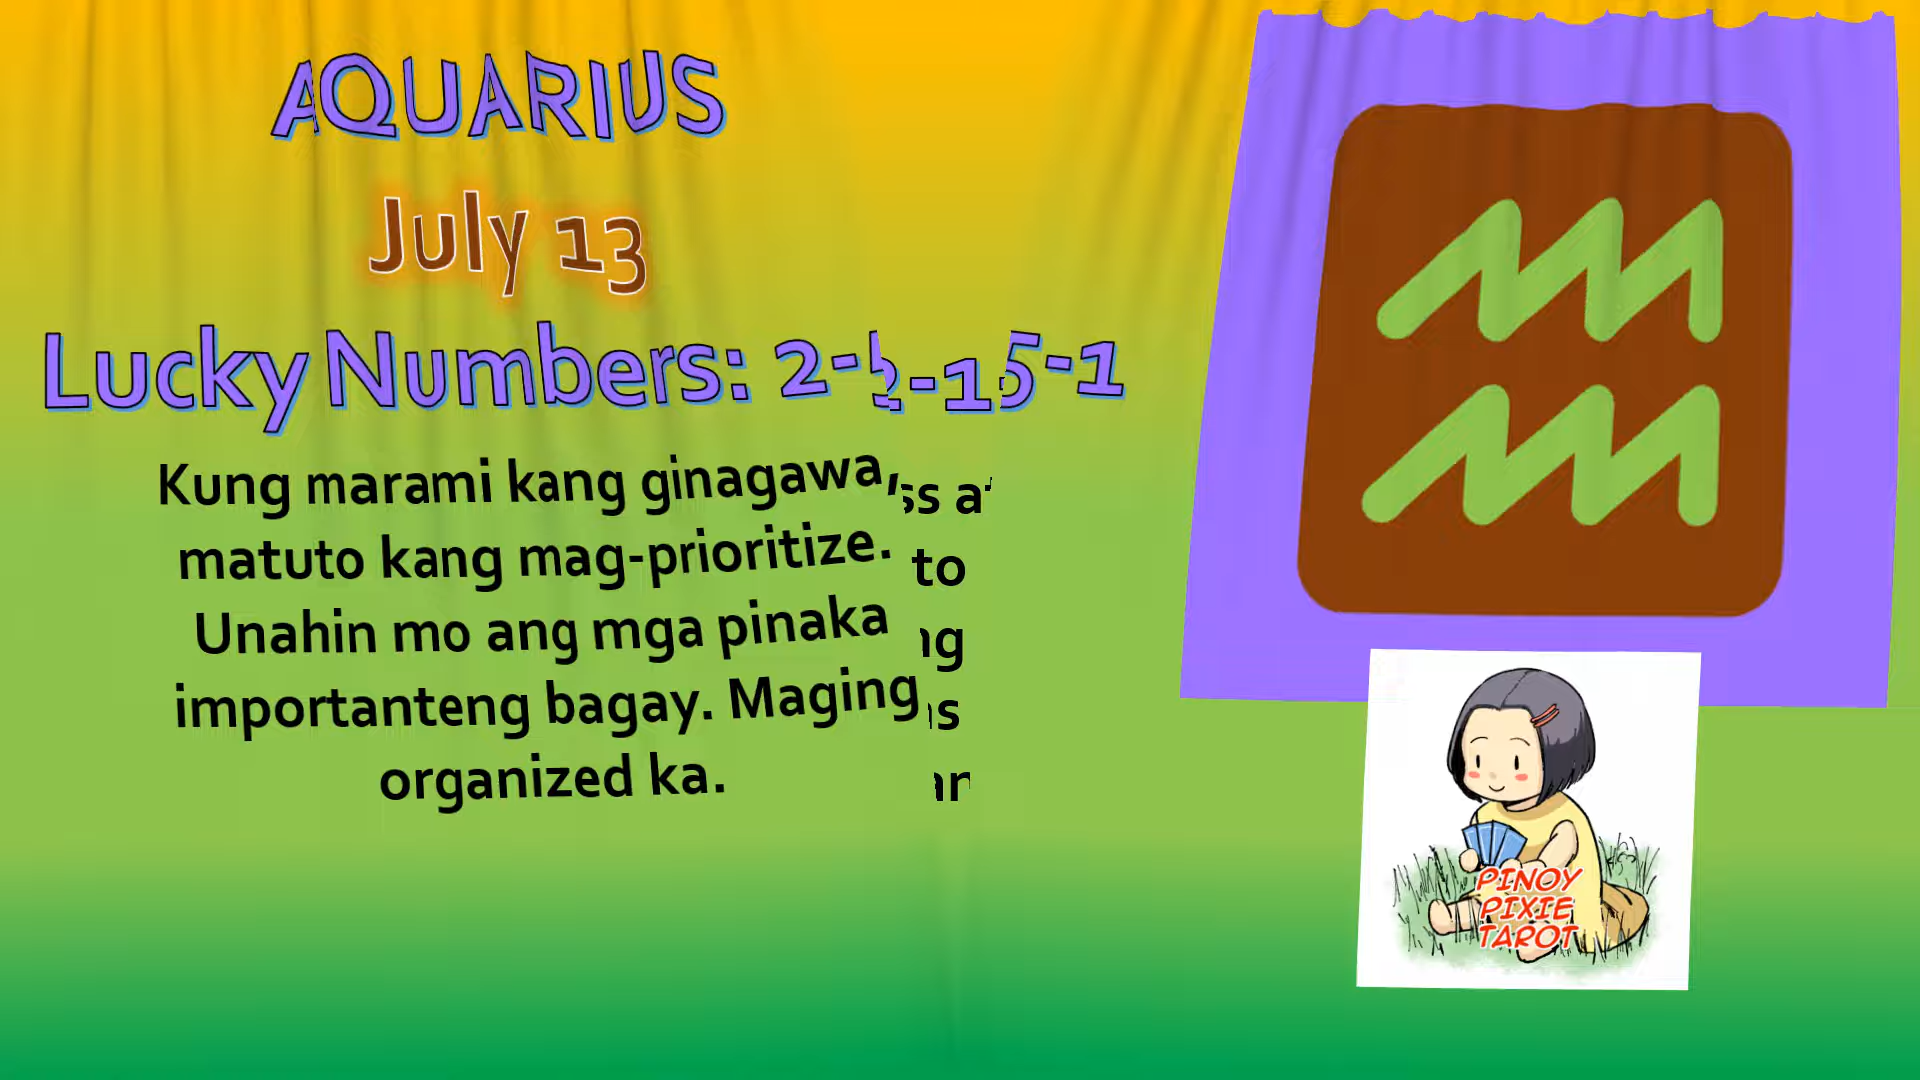 AQUARIUS
July 13
Lucky Numbers: 2-
Kung marami kang ginagawa,
matuto kang mag-prioritize.
to
Unahin mo ang mga pinaka
importanteng bagay. Maging
organized ka.
PINOY
PIXIE
TAROT